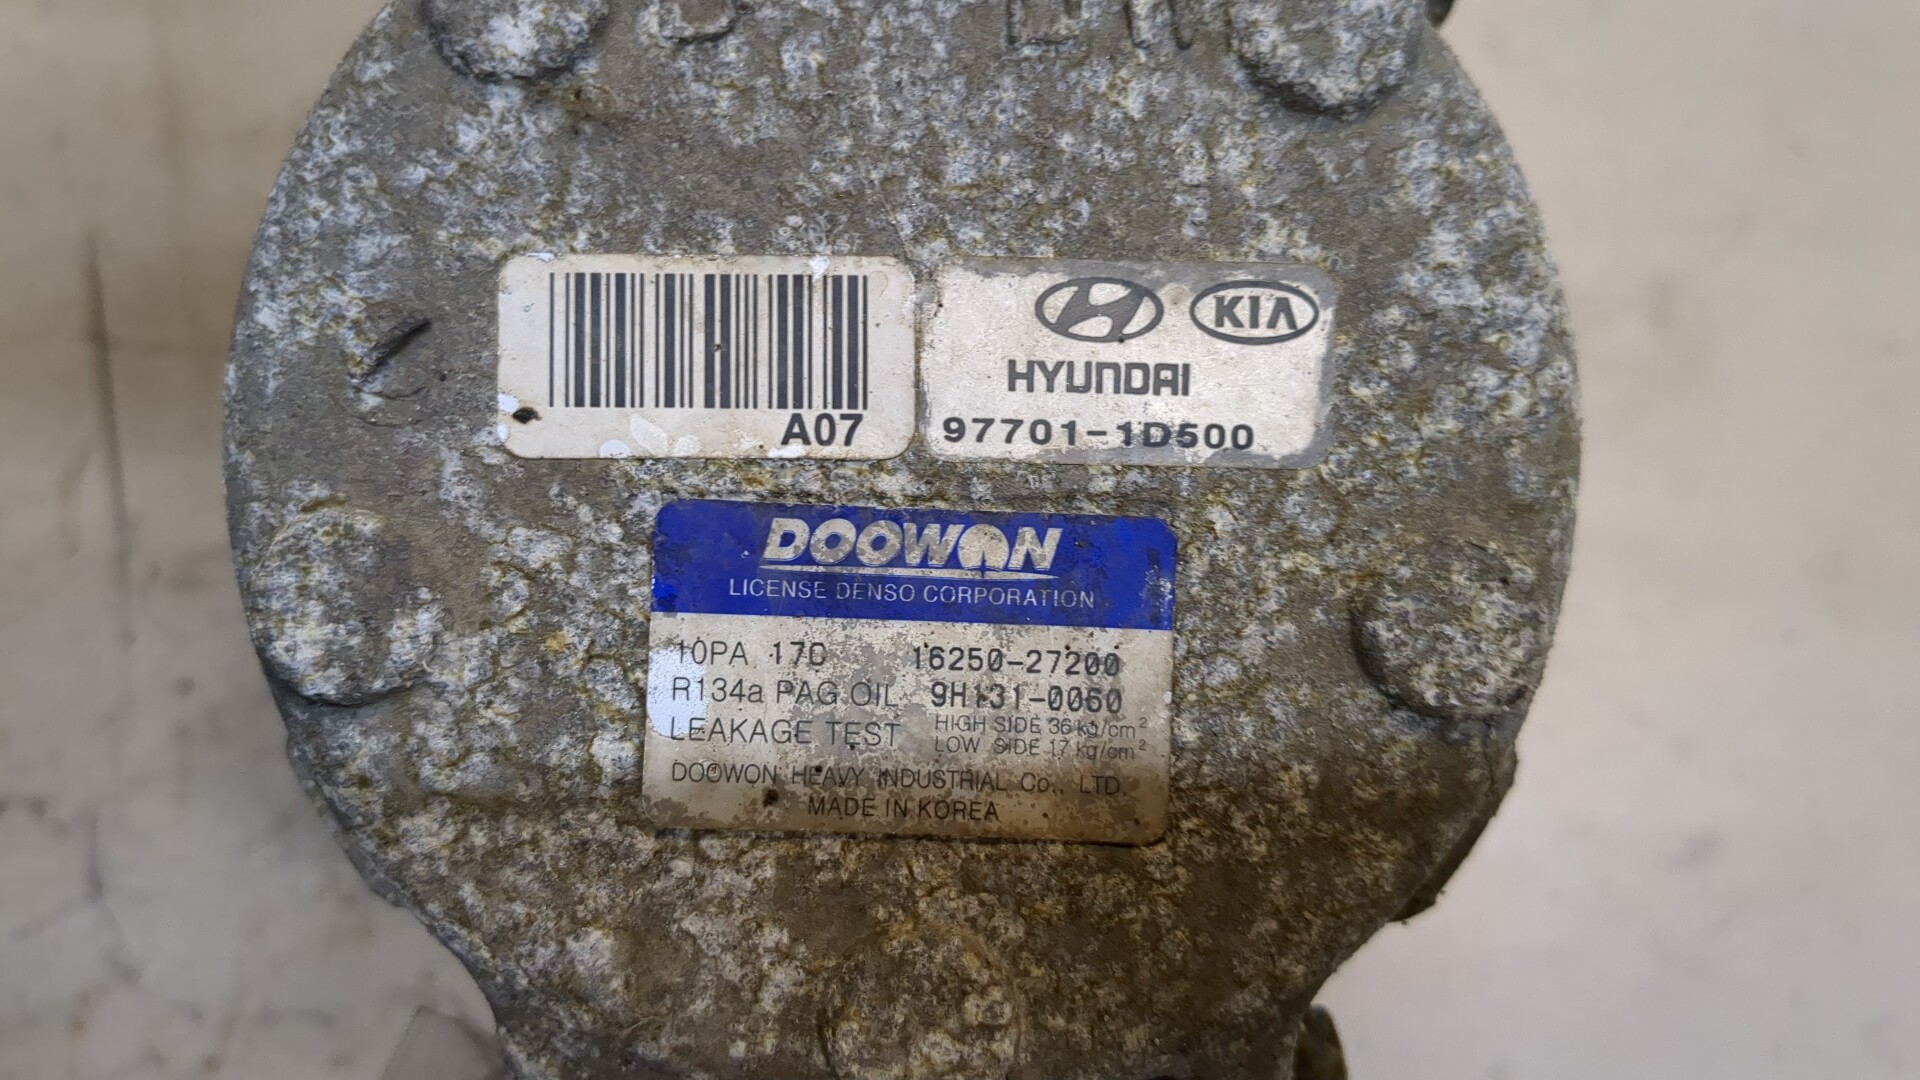 A07
KIA
HYUNDAI
97701-1D500
DOOWON
LICENSE DENSO CORPORATION
10PA 17C 16250-27200
R134a PAG OIL 9H131-0060
LEAKAGE TEST HIGH SIDE 36 kg/cm²
LOW SIDE 17 kg/cm²
DOOWON HEAVY INDUSTRIAL Co., LTD.
MADE IN KOREA